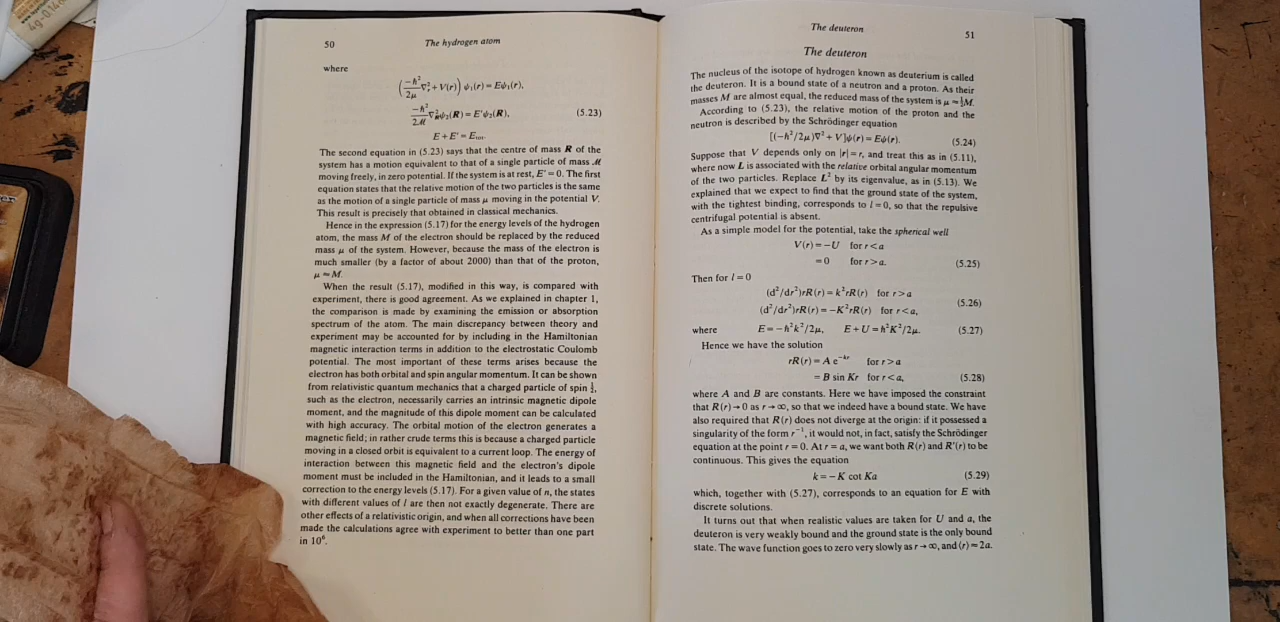 50
The hydrogen atom
where
(−ħ²/2μ ∇²ᵣ + V(r)) ψ₁(r) = Eψ₁(r),
−ħ²/2ℳ ∇²_R ψ₂(R) = E'ψ₂(R), (5.23)
E + E' = E_tot.
The second equation in (5.23) says that the centre of mass R of the
system has a motion equivalent to that of a single particle of mass ℳ
moving freely, in zero potential. If the system is at rest, E' = 0. The first
equation states that the relative motion of the two particles is the same
as the motion of a single particle of mass μ moving in the potential V.
This result is precisely that obtained in classical mechanics.
Hence in the expression (5.17) for the energy levels of the hydrogen
atom, the mass M of the electron should be replaced by the reduced
mass μ of the system. However, because the mass of the electron is
much smaller (by a factor of about 2000) than that of the proton,
μ ≈ M.
When the result (5.17), modified in this way, is compared with
experiment, there is good agreement. As we explained in chapter 1,
the comparison is made by examining the emission or absorption
spectrum of the atom. The main discrepancy between theory and
experiment may be accounted for by including in the Hamiltonian
magnetic interaction terms in addition to the electrostatic Coulomb
potential. The most important of these terms arises because the
electron has both orbital and spin angular momentum. It can be shown
from relativistic quantum mechanics that a charged particle of spin ½,
such as the electron, necessarily carries an intrinsic magnetic dipole
moment, and the magnitude of this dipole moment can be calculated
with high accuracy. The orbital motion of the electron generates a
magnetic field; in rather crude terms this is because a charged particle
moving in a closed orbit is equivalent to a current loop. The energy of
interaction between this magnetic field and the electron's dipole
moment must be included in the Hamiltonian, and it leads to a small
correction to the energy levels (5.17). For a given value of n, the states
with different values of l are then not exactly degenerate. There are
other effects of a relativistic origin, and when all corrections have been
made the calculations agree with experiment to better than one part
in 10⁶.
The deuteron
51
The deuteron
The nucleus of the isotope of hydrogen known as deuterium is called
the deuteron. It is a bound state of a neutron and a proton. As their
masses M are almost equal, the reduced mass of the system is μ ≈ ½M.
According to (5.23), the relative motion of the proton and the
neutron is described by the Schrödinger equation
[(−ħ²/2μ)∇² + V]ψ(r) = Eψ(r). (5.24)
Suppose that V depends only on |r| = r, and treat this as in (5.11),
where now L is associated with the relative orbital angular momentum
of the two particles. Replace L² by its eigenvalue, as in (5.13). We
explained that we expect to find that the ground state of the system,
with the tightest binding, corresponds to l = 0, so that the repulsive
centrifugal potential is absent.
As a simple model for the potential, take the spherical well
V(r) = −U for r < a
= 0 for r > a. (5.25)
Then for l = 0
(d²/dr²)rR(r) = k²rR(r) for r > a
(d²/dr²)rR(r) = −K²rR(r) for r < a, (5.26)
where E = −ħ²k²/2μ, E + U = ħ²K²/2μ. (5.27)
Hence we have the solution
rR(r) = A e^{−kr} for r > a
= B sin Kr for r < a, (5.28)
where A and B are constants. Here we have imposed the constraint
that R(r) → 0 as r → ∞, so that we indeed have a bound state. We have
also required that R(r) does not diverge at the origin: if it possessed a
singularity of the form r⁻¹, it would not, in fact, satisfy the Schrödinger
equation at the point r = 0. At r = a, we want both R(r) and R'(r) to be
continuous. This gives the equation
k = −K cot Ka (5.29)
which, together with (5.27), corresponds to an equation for E with
discrete solutions.
It turns out that when realistic values are taken for U and a, the
deuteron is very weakly bound and the ground state is the only bound
state. The wave function goes to zero very slowly as r → ∞, and ⟨r⟩ ≈ 2a.